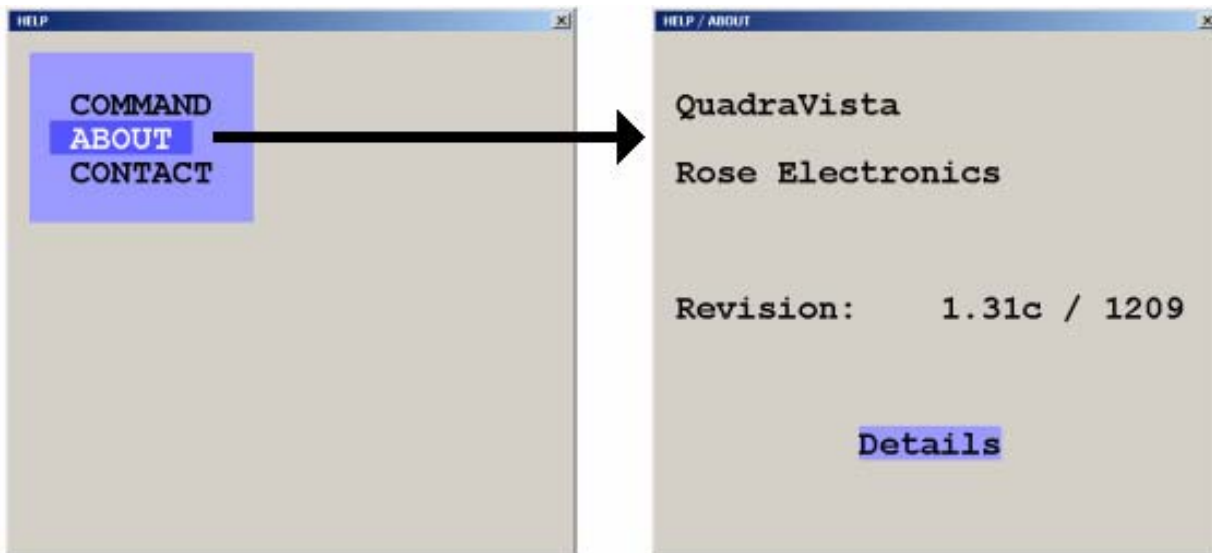 HELP
COMMAND
ABOUT
CONTACT
HELP / ABOUT
QuadraVista
Rose Electronics
Revision: 1.31c / 1209
Details